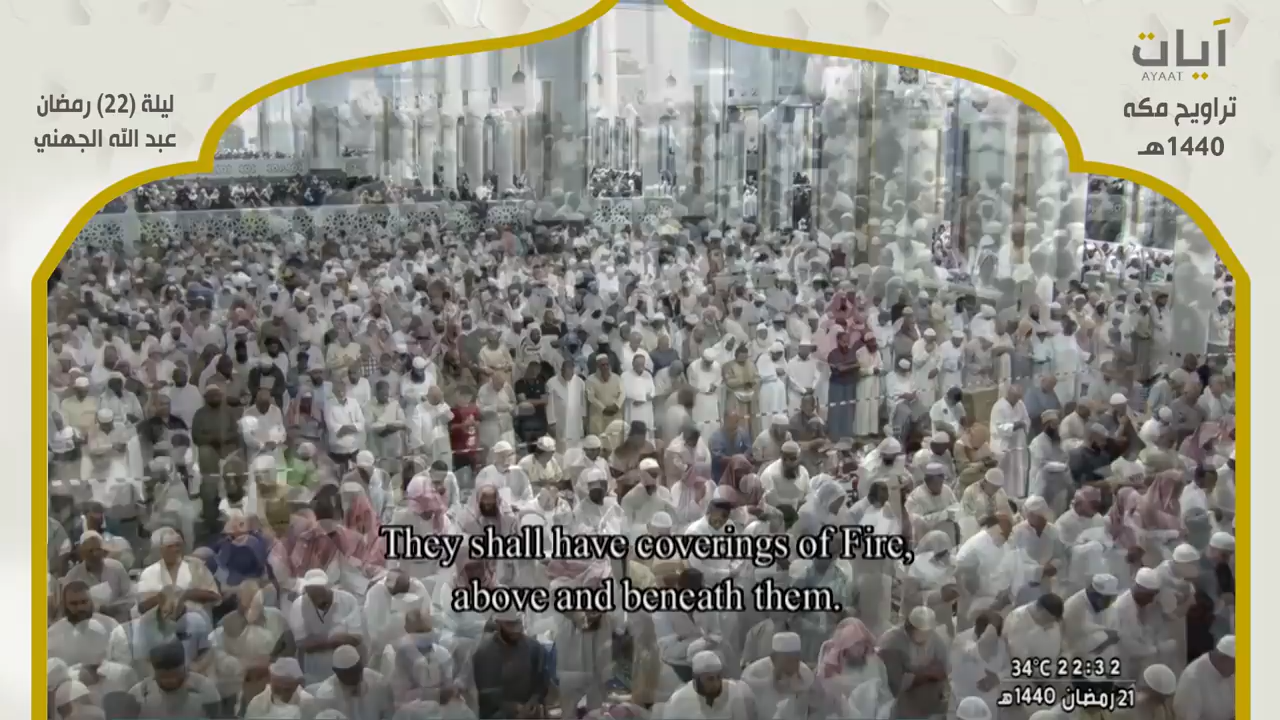 آيات
AYAAT
تراويح مكه
1440هـ
ليلة (22) رمضان
عبد الله الجهني
They shall have coverings of Fire,
above and beneath them.
34°C 22:32
21 رمضان 1440هـ